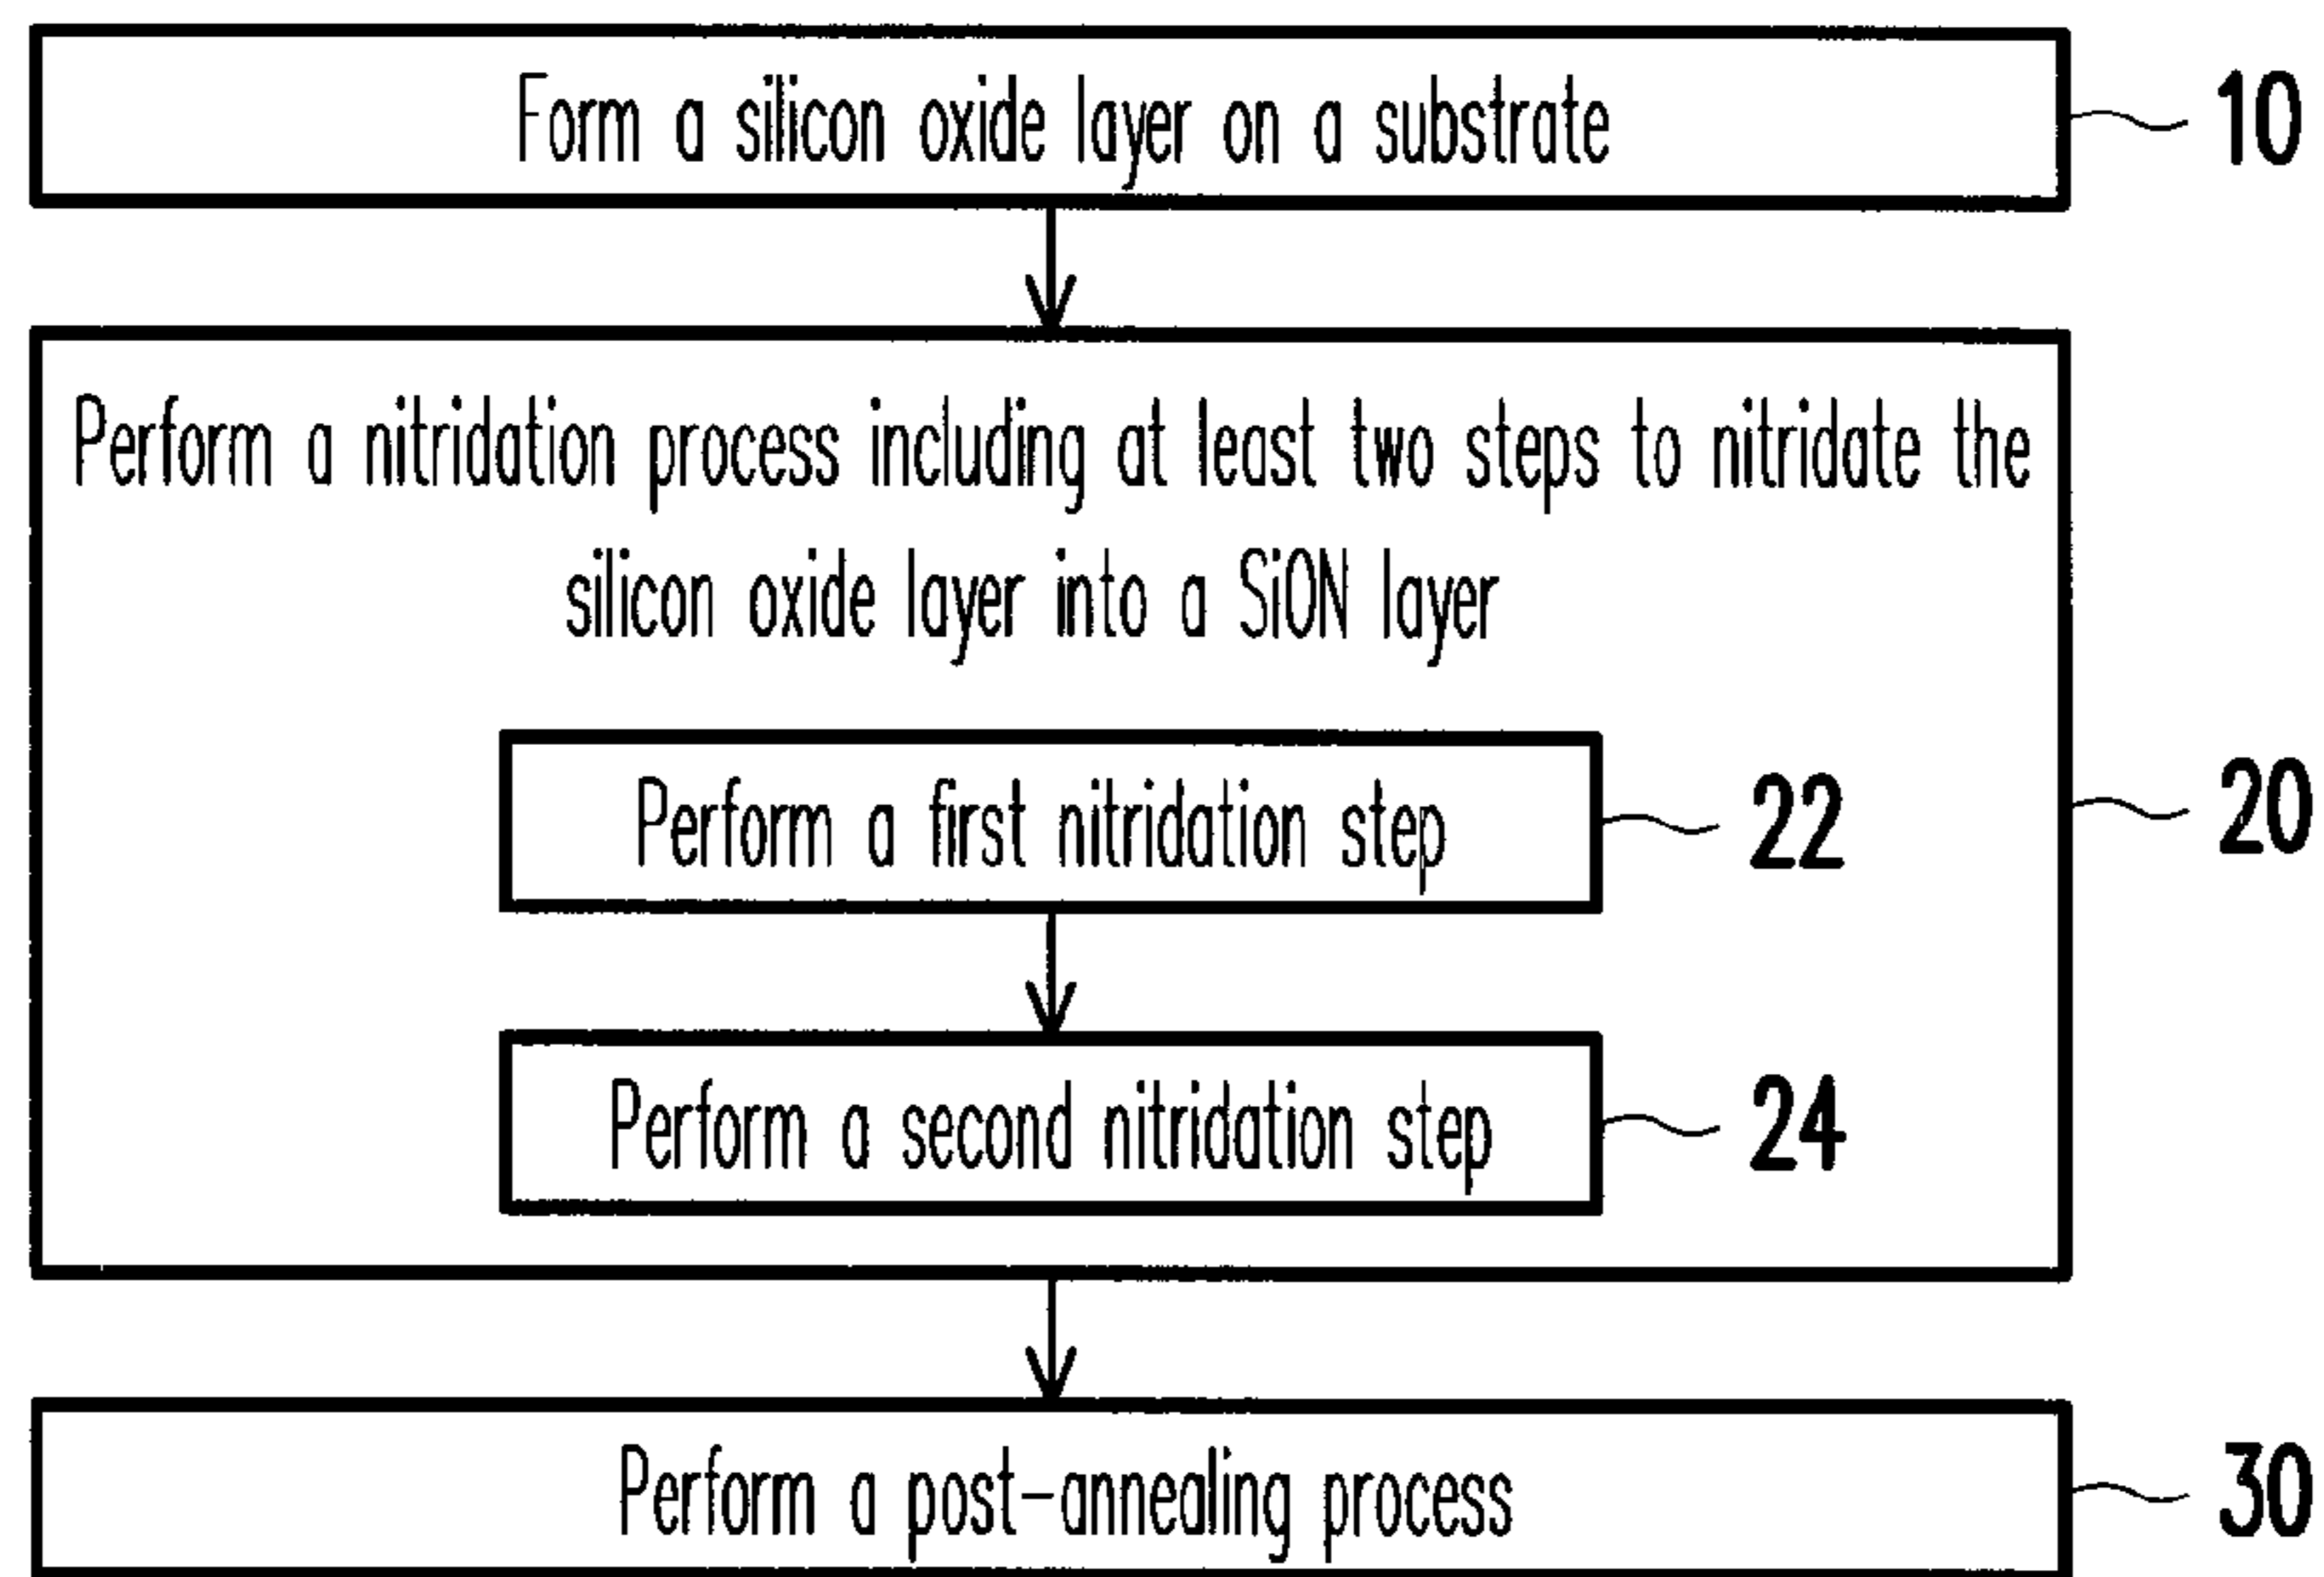 Form a silicon oxide layer on a substrate
10
Perform a nitridation process including at least two steps to nitridate the
silicon oxide layer into a SiON layer
Perform a first nitridation step
22
20
Perform a second nitridation step
24
Perform a post-annealing process
30